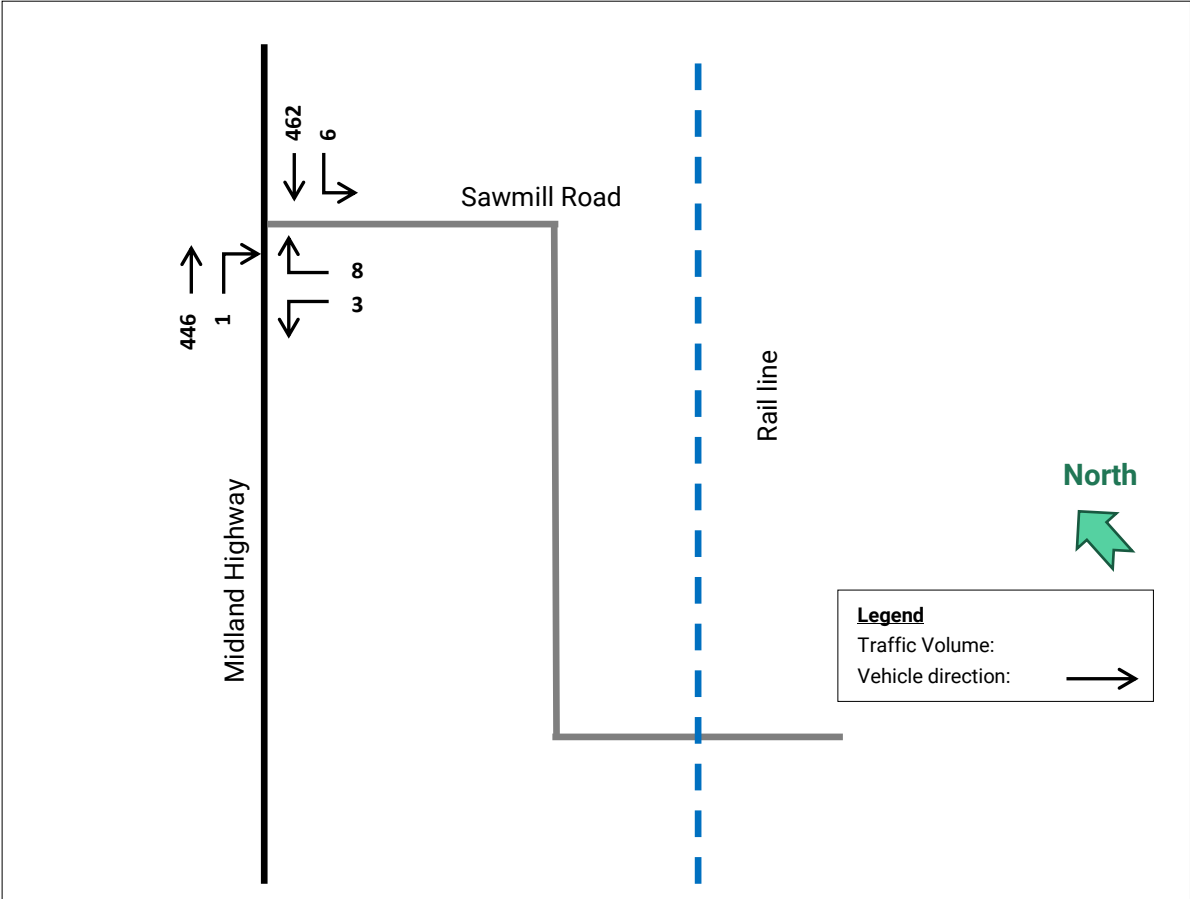 462
6
Sawmill Road
8
3
446
1
Rail line
Midland Highway
North
Legend
Traffic Volume:
Vehicle direction: